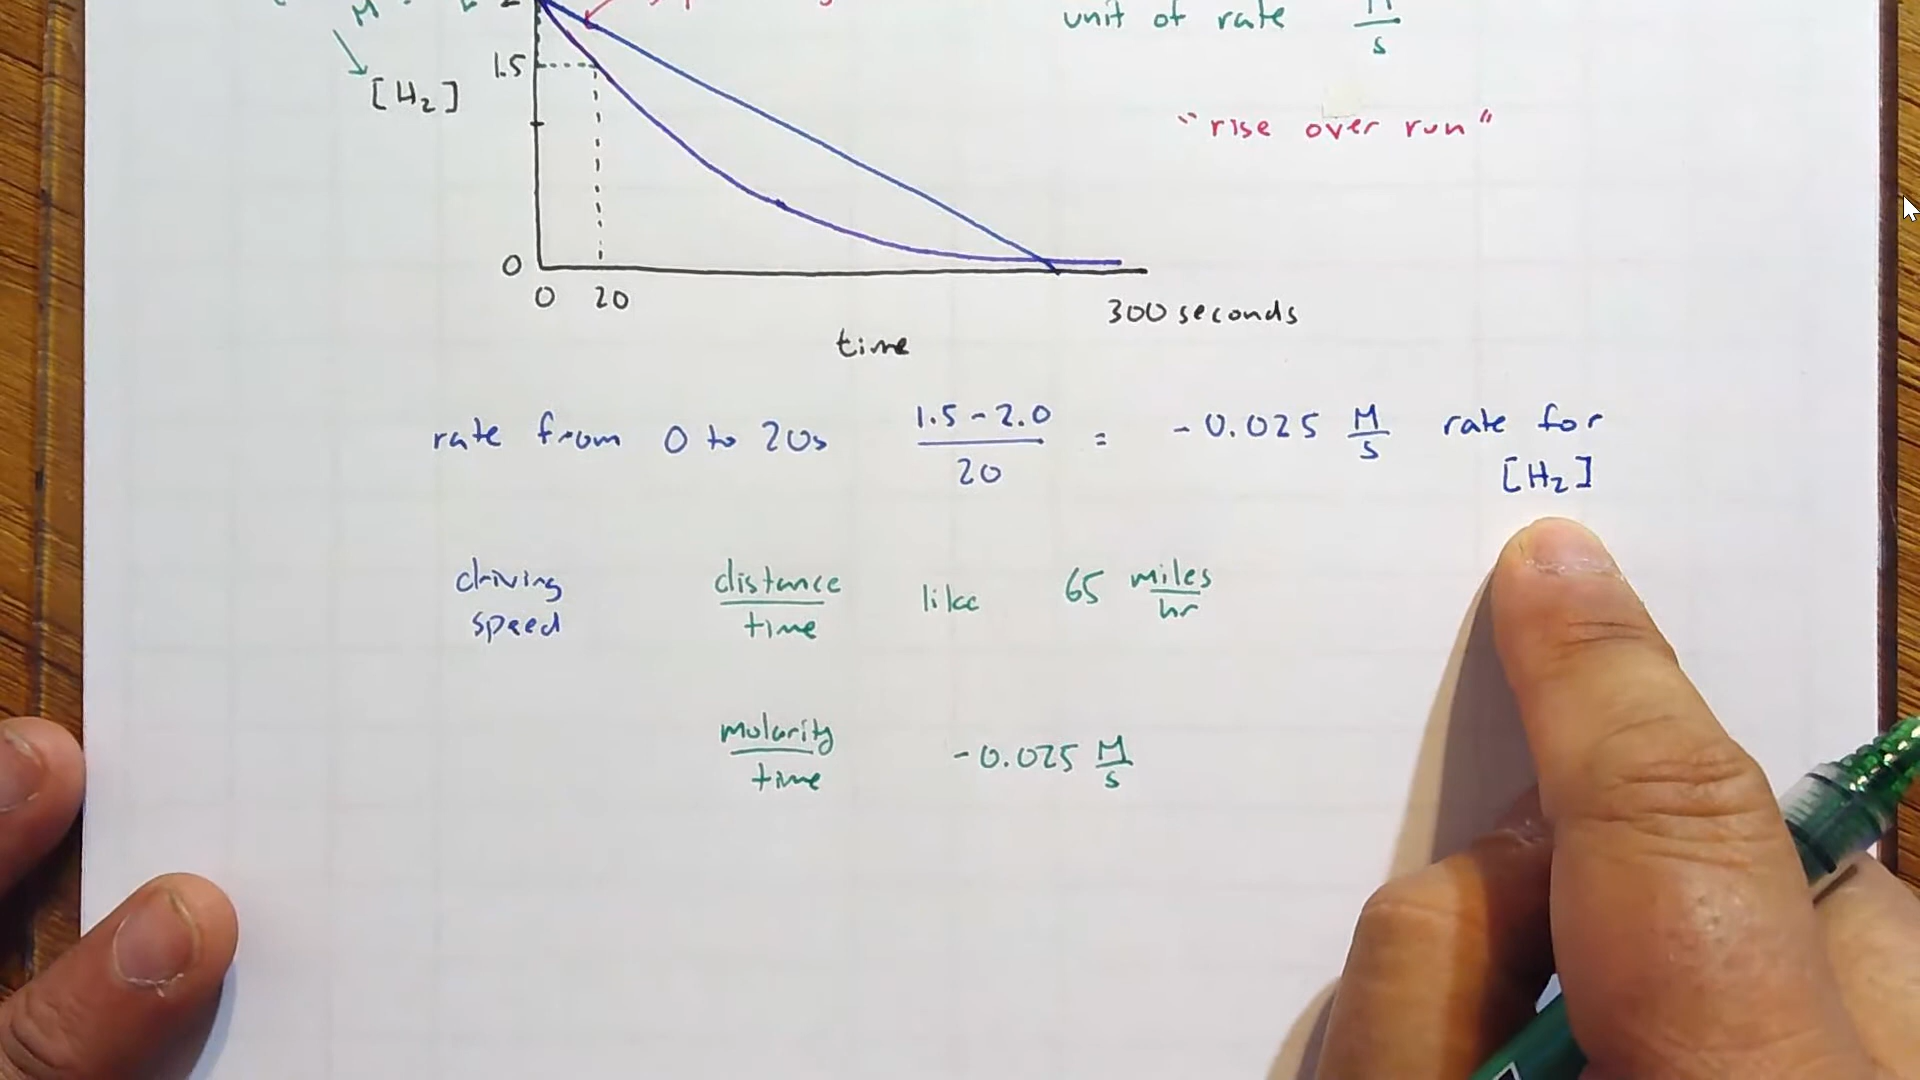 unit of rate M/s
1.5
[H₂]
"rise over run"
0
0 20
300 seconds
time
rate from 0 to 20s 1.5 - 2.0 / 20 = - 0.025 M/s rate for
[H₂]
driving distance/time like 65 miles/hr
speed
molarity/time -0.025 M/s